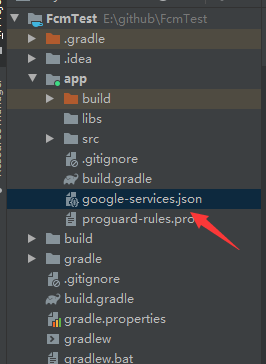 FcmTest E:\github\FcmTest
.gradle
.idea
app
build
libs
src
.gitignore
build.gradle
google-services.json
proguard-rules.pro
build
gradle
.gitignore
build.gradle
gradle.properties
gradlew
gradlew.bat